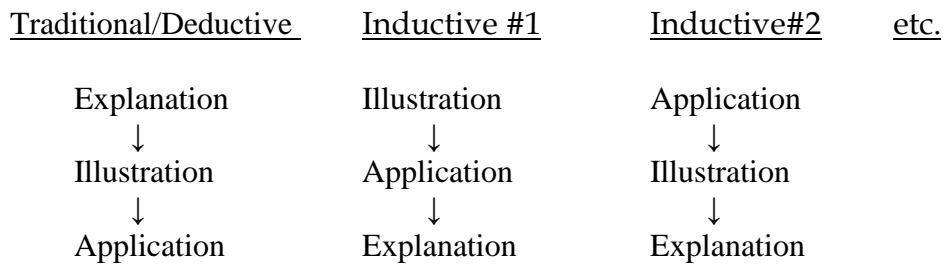 Traditional/Deductive Inductive #1 Inductive#2 etc.
Explanation Illustration Application
↓ ↓ ↓
Illustration Application Illustration
↓ ↓ ↓
Application Explanation Explanation